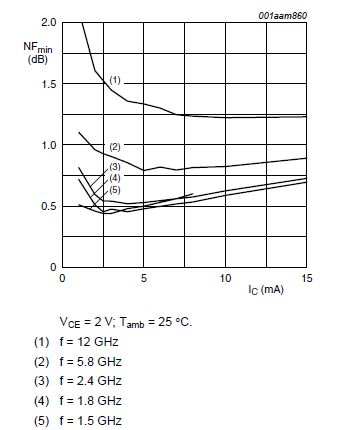 001aam860
2.0
NFmin
(dB)
1.5
(1)
1.0
(2)
(3)
(4)
0.5
(5)
0
0 5 10 15
IC (mA)
VCE = 2 V; Tamb = 25 °C.
(1) f = 12 GHz
(2) f = 5.8 GHz
(3) f = 2.4 GHz
(4) f = 1.8 GHz
(5) f = 1.5 GHz